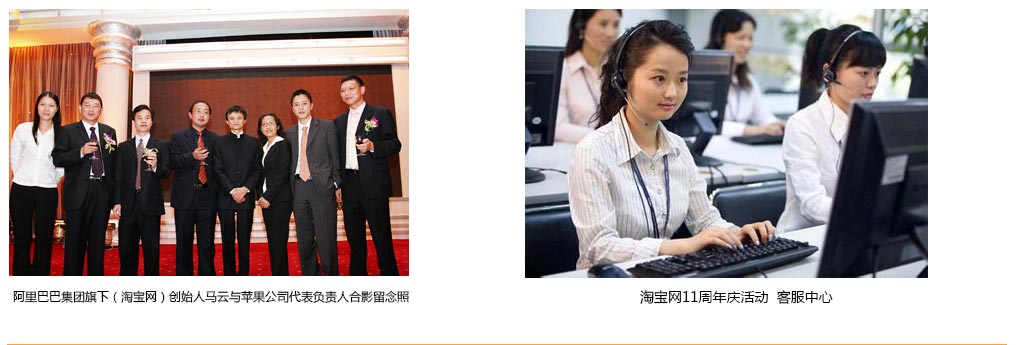 阿里巴巴集团旗下（淘宝网）创始人马云与苹果公司代表负责人合影留念照
淘宝网11周年庆活动  客服中心